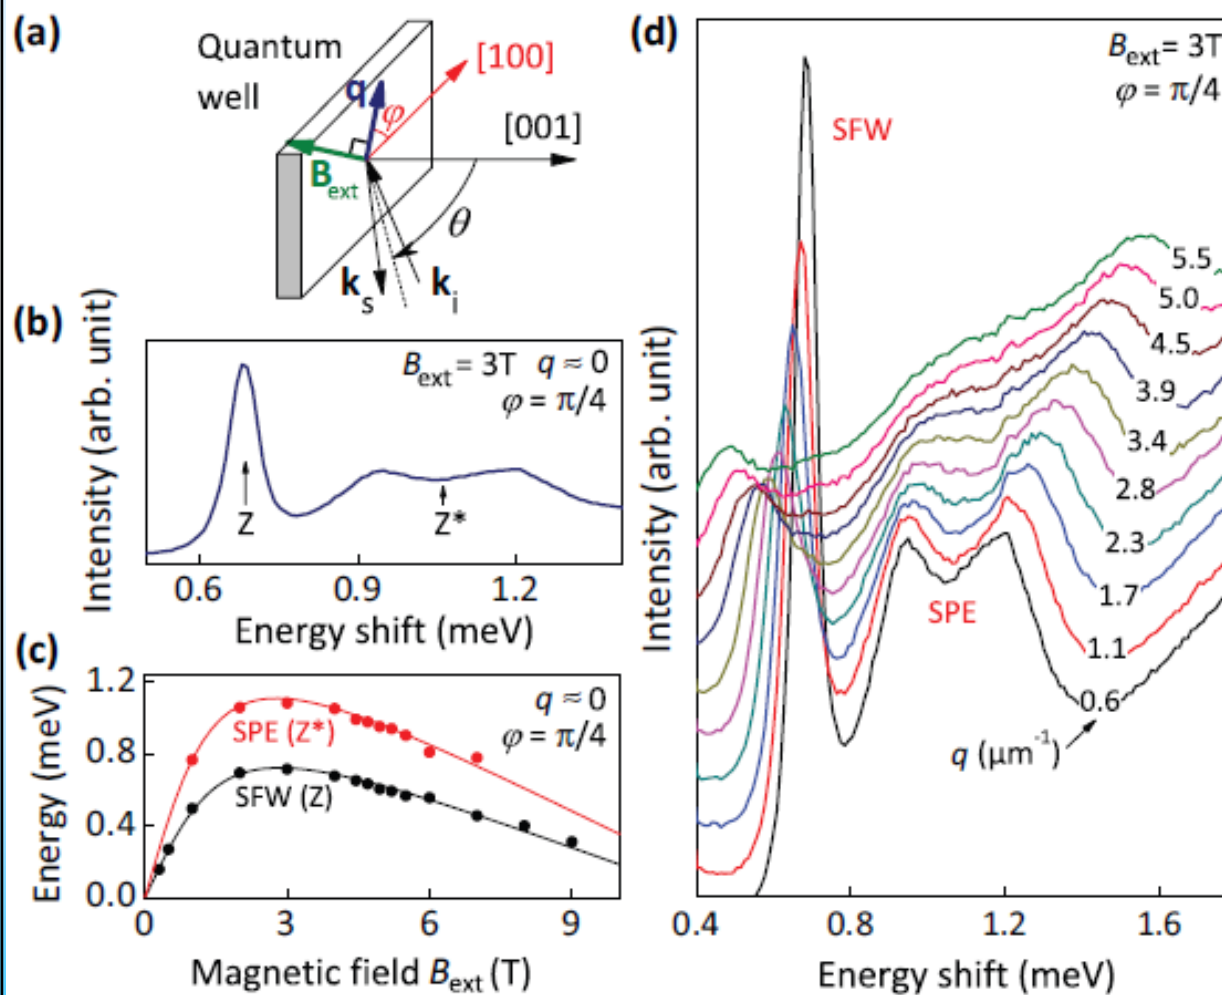 (a)
Quantum
well
q
φ
[100]
[001]
B_ext
θ
k_s
k_i
(b)
Intensity (arb. unit)
B_ext = 3T q ≈ 0
φ = π/4
Z
Z*
0.6
0.9
1.2
Energy shift (meV)
(c)
Energy (meV)
1.2
0.8
0.4
0.0
q ≈ 0
φ = π/4
SPE (Z*)
SFW (Z)
0
3
6
9
Magnetic field B_ext (T)
(d)
Intensity (arb. unit)
B_ext = 3T
φ = π/4
SFW
5.5
5.0
4.5
3.9
3.4
2.8
2.3
1.7
1.1
0.6
SPE
q (μm⁻¹)
0.4
0.8
1.2
1.6
Energy shift (meV)